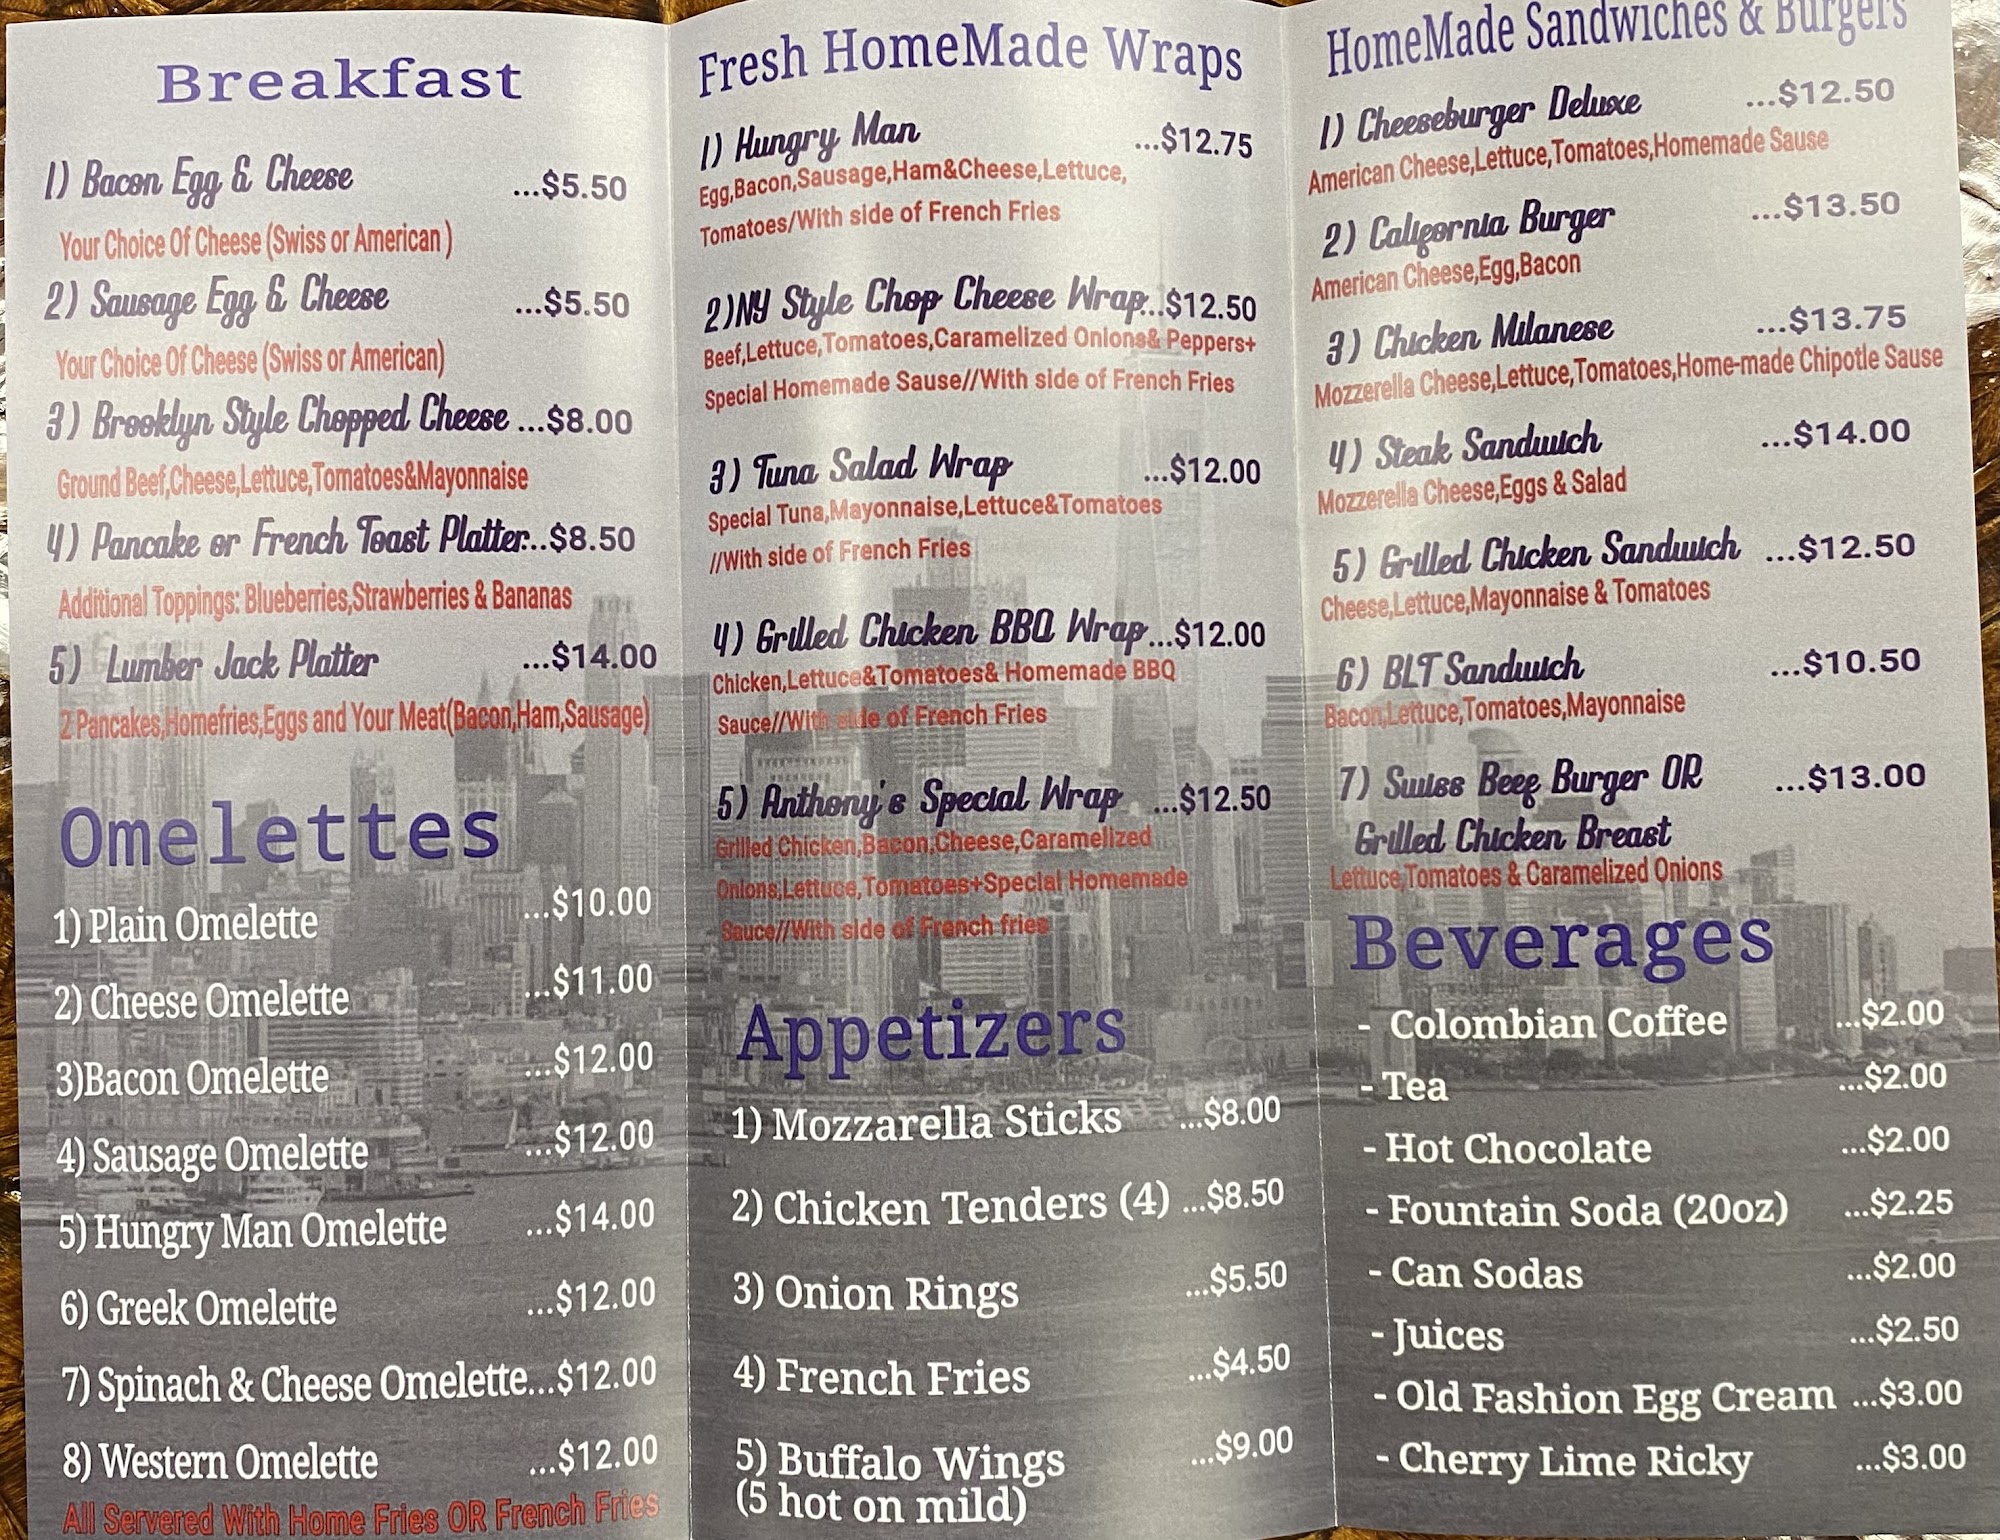 Breakfast
1) Bacon Egg & Cheese ...$5.50
Your Choice Of Cheese (Swiss or American )
2) Sausage Egg & Cheese ...$5.50
Your Choice Of Cheese (Swiss or American)
3) Brooklyn Style Chopped Cheese ...$8.00
Ground Beef,Cheese,Lettuce,Tomatoes&Mayonnaise
4) Pancake or French Toast Platter...$8.50
Additional Toppings: Blueberries,Strawberries & Bananas
5) Lumber Jack Platter ...$14.00
2 Pancakes,Homefries,Eggs and Your Meat(Bacon,Ham,Sausage)
Omelettes
1) Plain Omelette ...$10.00
2) Cheese Omelette ...$11.00
3)Bacon Omelette ...$12.00
4) Sausage Omelette ...$12.00
5) Hungry Man Omelette ...$14.00
6) Greek Omelette ...$12.00
7) Spinach & Cheese Omelette...$12.00
8) Western Omelette ...$12.00
All Servered With Home Fries OR French Fries
Fresh HomeMade Wraps
1) Hungry Man ...$12.75
Egg,Bacon,Sausage,Ham&Cheese,Lettuce,
Tomatoes/With side of French Fries
2)NY Style Chop Cheese Wrap...$12.50
Beef,Lettuce,Tomatoes,Caramelized Onions& Peppers+
Special Homemade Sause//With side of French Fries
3) Tuna Salad Wrap ...$12.00
Special Tuna,Mayonnaise,Lettuce&Tomatoes
//With side of French Fries
4) Grilled Chicken BBQ Wrap...$12.00
Chicken,Lettuce&Tomatoes& Homemade BBQ
Sauce//With side of French Fries
5) Anthony's Special Wrap ...$12.50
Grilled Chicken,Bacon,Cheese,Caramelized
Onions,Lettuce,Tomatoes+Special Homemade
Sauce//With side of French fries
Appetizers
1) Mozzarella Sticks ...$8.00
2) Chicken Tenders (4) ...$8.50
3) Onion Rings ...$5.50
4) French Fries ...$4.50
5) Buffalo Wings ...$9.00
(5 hot on mild)
HomeMade Sandwiches & Burgers
1) Cheeseburger Deluxe ...$12.50
American Cheese,Lettuce,Tomatoes,Homemade Sause
2) California Burger ...$13.50
American Cheese,Egg,Bacon
3) Chicken Milanese ...$13.75
Mozzerella Cheese,Lettuce,Tomatoes,Home-made Chipotle Sause
4) Steak Sandwich ...$14.00
Mozzerella Cheese,Eggs & Salad
5) Grilled Chicken Sandwich ...$12.50
Cheese,Lettuce,Mayonnaise & Tomatoes
6) BLT Sandwich ...$10.50
Bacon,Lettuce,Tomatoes,Mayonnaise
7) Swiss Beef Burger OR ...$13.00
Grilled Chicken Breast
Lettuce,Tomatoes & Caramelized Onions
Beverages
- Colombian Coffee ...$2.00
- Tea ...$2.00
- Hot Chocolate ...$2.00
- Fountain Soda (20oz) ...$2.25
- Can Sodas ...$2.00
- Juices ...$2.50
- Old Fashion Egg Cream ...$3.00
- Cherry Lime Ricky ...$3.00